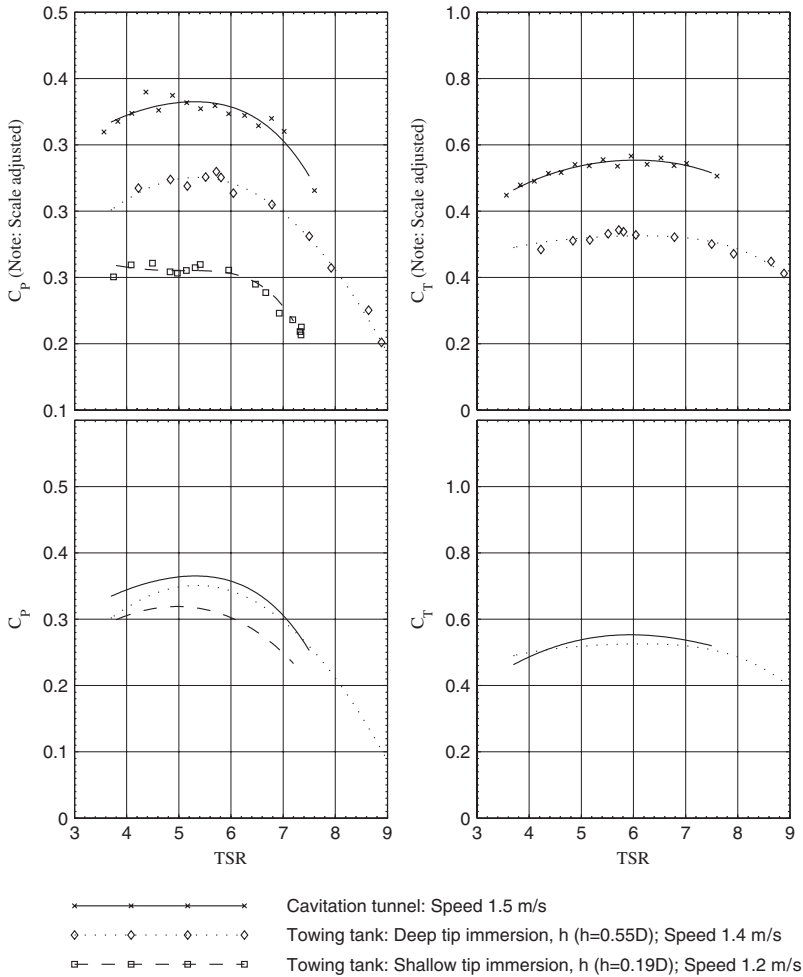 0.5
0.4
0.3
0.3
0.3
0.2
0.1
C_P (Note: Scale adjusted)
1.0
0.8
0.6
0.4
0.4
0.2
0
C_T (Note: Scale adjusted)
0.5
0.4
0.3
0.2
0.1
0
C_P
3 4 5 6 7 8 9
TSR
1.0
0.8
0.6
0.4
0.2
0
C_T
3 4 5 6 7 8 9
TSR
Cavitation tunnel: Speed 1.5 m/s
Towing tank: Deep tip immersion, h (h=0.55D); Speed 1.4 m/s
Towing tank: Shallow tip immersion, h (h=0.19D); Speed 1.2 m/s